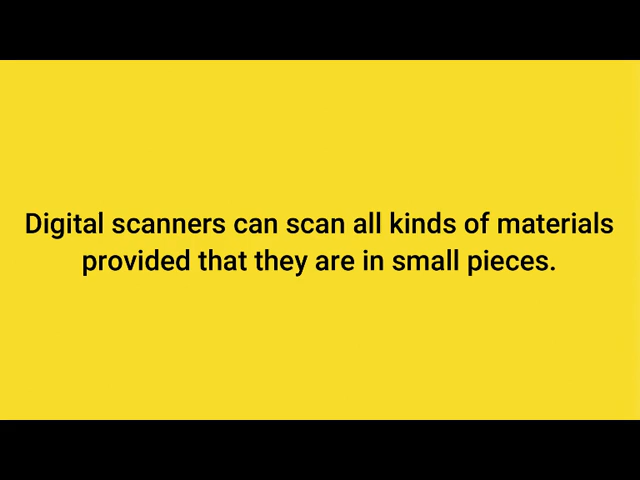 Digital scanners can scan all kinds of materials
provided that they are in small pieces.